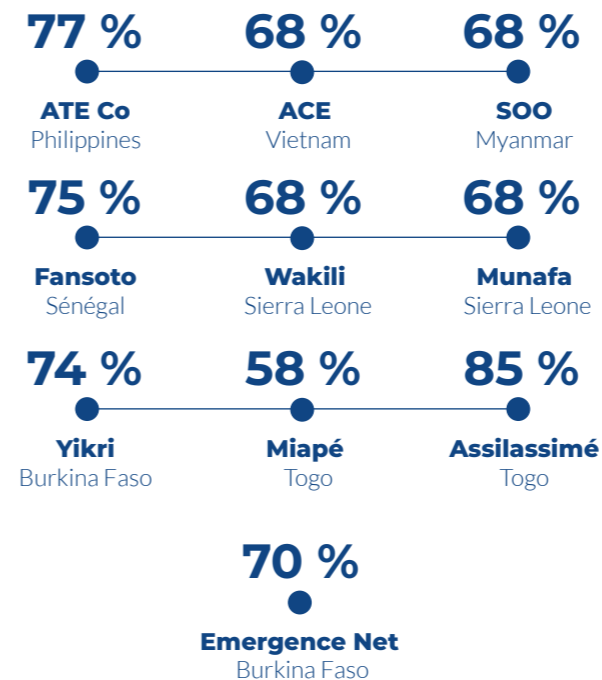 77 % 68 % 68 %
ATE Co ACE SOO
Philippines Vietnam Myanmar
75 % 68 % 68 %
Fansoto Wakili Munafa
Sénégal Sierra Leone Sierra Leone
74 % 58 % 85 %
Yikri Miapé Assilassimé
Burkina Faso Togo Togo
70 %
Emergence Net
Burkina Faso